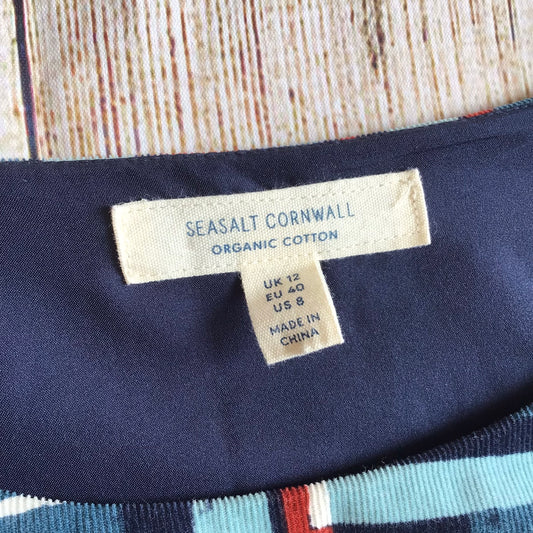 SEASALT CORNWALL
ORGANIC COTTON
UK 12
EU 40
US 8
MADE IN
CHINA